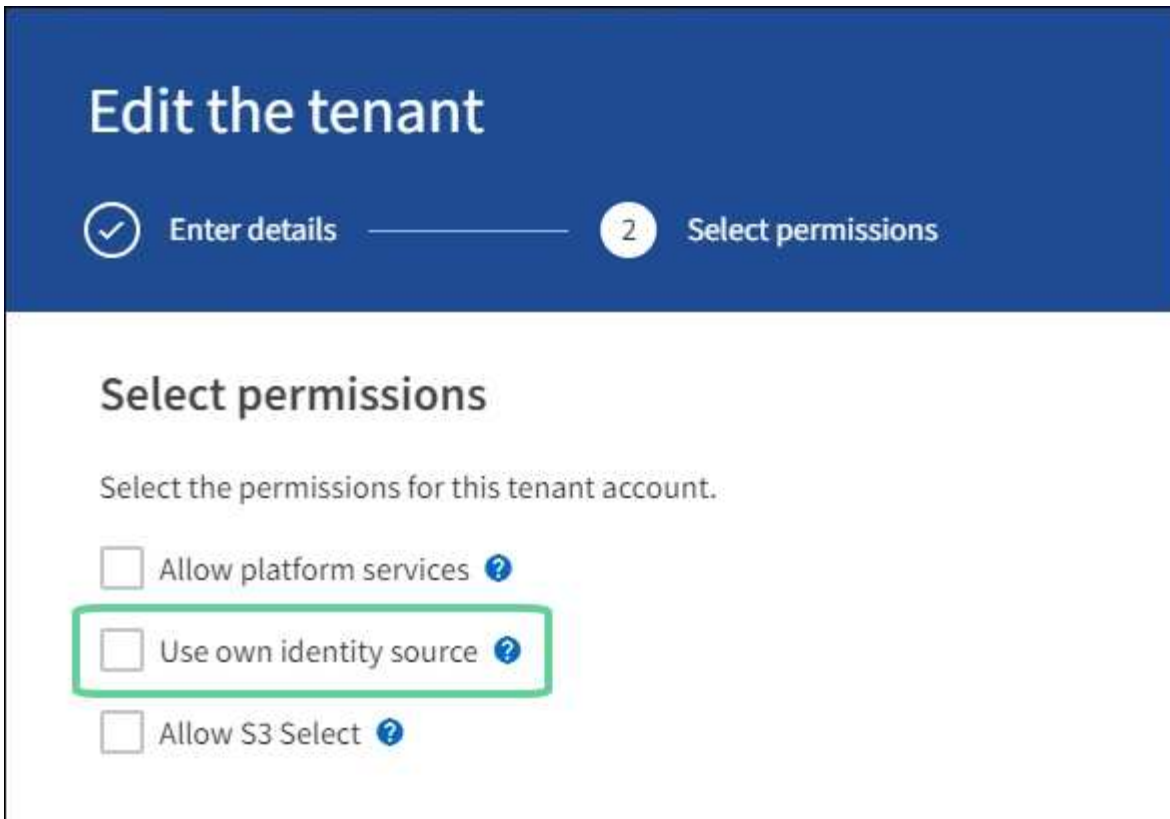 Edit the tenant
Enter details
2 Select permissions
Select permissions
Select the permissions for this tenant account.
Allow platform services ?
Use own identity source ?
Allow S3 Select ?